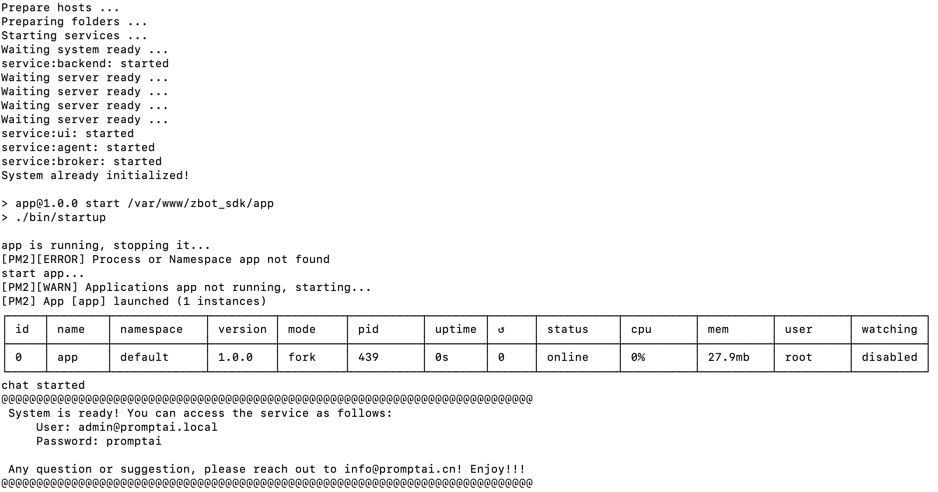 Prepare hosts ...
Preparing folders ...
Starting services ...
Waiting system ready ...
service:backend: started
Waiting server ready ...
Waiting server ready ...
Waiting server ready ...
Waiting server ready ...
service:ui: started
service:agent: started
service:broker: started
System already initialized!
> app@1.0.0 start /var/www/zbot_sdk/app
> ./bin/startup
app is running, stopping it...
[PM2][ERROR] Process or Namespace app not found
start app...
[PM2][WARN] Applications app not running, starting...
[PM2] App [app] launched (1 instances)
id name namespace version mode pid uptime ↺ status cpu mem user watching
0 app default 1.0.0 fork 439 0s 0 online 0% 27.9mb root disabled
chat started
@@@@@@@@@@@@@@@@@@@@@@@@@@@@@@@@@@@@@@@@@@@@@@@@@@@@@@@@@@@@@@@@@@@@@@@@@@@@
System is ready! You can access the service as follows:
User: admin@promptai.local
Password: promptai
Any question or suggestion, please reach out to info@promptai.cn! Enjoy!!!
@@@@@@@@@@@@@@@@@@@@@@@@@@@@@@@@@@@@@@@@@@@@@@@@@@@@@@@@@@@@@@@@@@@@@@@@@@@@